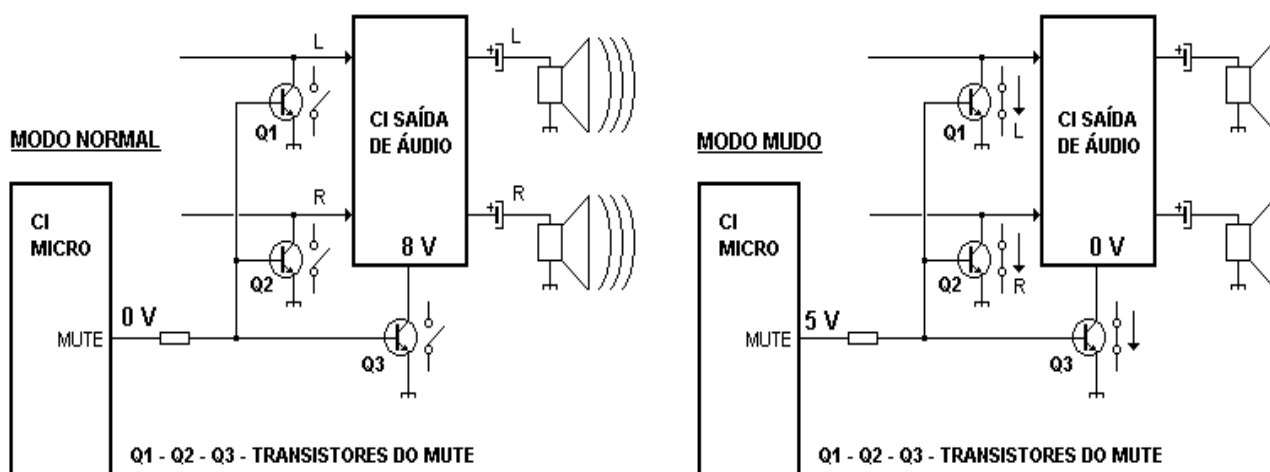 MODO NORMAL
L
Q1
CI SAÍDA
DE ÁUDIO
+
L
R
Q2
8 V
+
R
CI
MICRO
MUTE
0 V
Q3
Q1 - Q2 - Q3 - TRANSISTORES DO MUTE
MODO MUDO
Q1
L
CI SAÍDA
DE ÁUDIO
+
Q2
R
0 V
+
CI
MICRO
MUTE
5 V
Q3
Q1 - Q2 - Q3 - TRANSISTORES DO MUTE